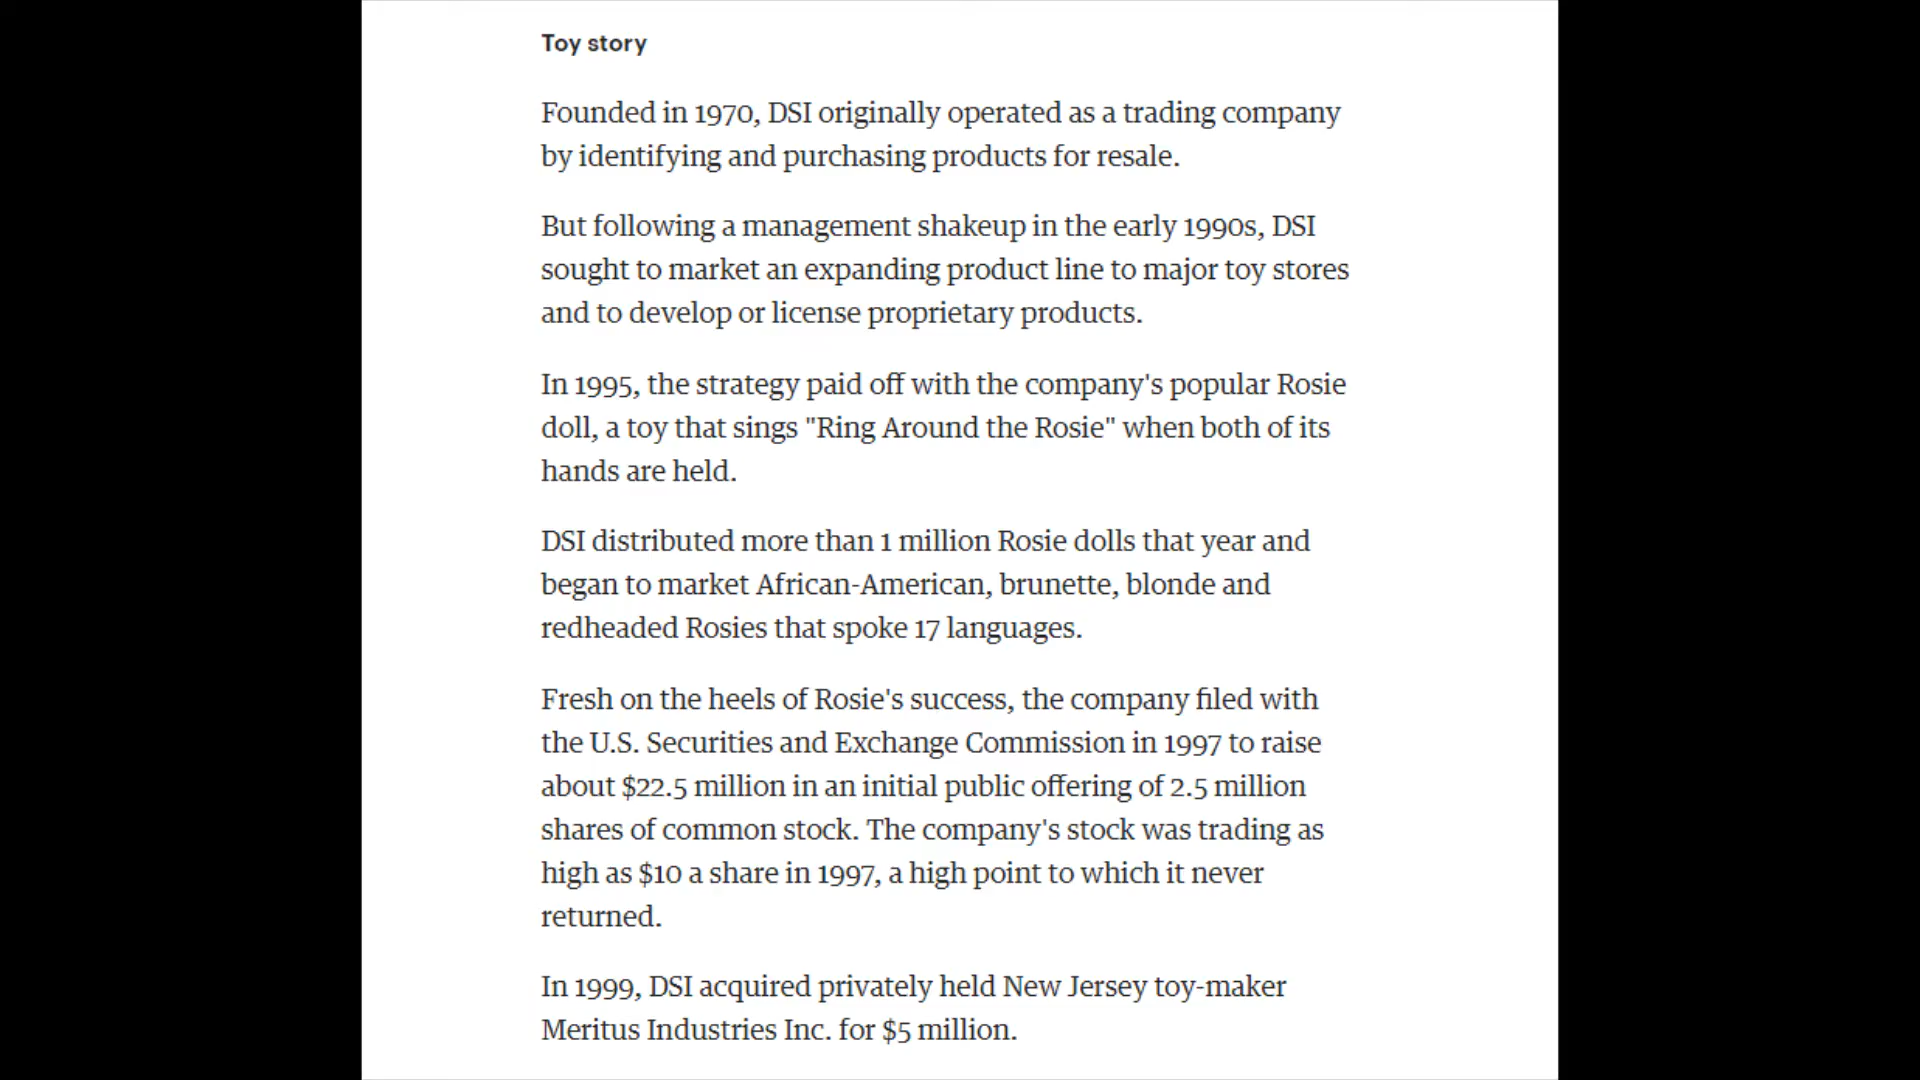 Toy story
Founded in 1970, DSI originally operated as a trading company
by identifying and purchasing products for resale.
But following a management shakeup in the early 1990s, DSI
sought to market an expanding product line to major toy stores
and to develop or license proprietary products.
In 1995, the strategy paid off with the company's popular Rosie
doll, a toy that sings "Ring Around the Rosie" when both of its
hands are held.
DSI distributed more than 1 million Rosie dolls that year and
began to market African-American, brunette, blonde and
redheaded Rosies that spoke 17 languages.
Fresh on the heels of Rosie's success, the company filed with
the U.S. Securities and Exchange Commission in 1997 to raise
about $22.5 million in an initial public offering of 2.5 million
shares of common stock. The company's stock was trading as
high as $10 a share in 1997, a high point to which it never
returned.
In 1999, DSI acquired privately held New Jersey toy-maker
Meritus Industries Inc. for $5 million.